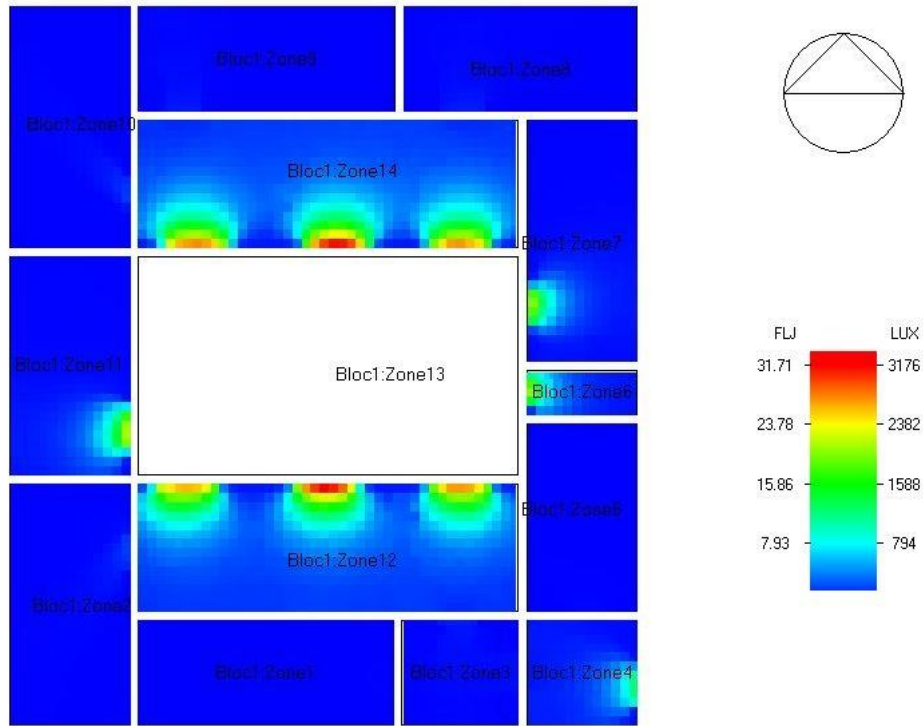 Bloc1:Zone9
Bloc1:Zone8
Bloc1:Zone10
Bloc1:Zone14
Bloc1:Zone7
Bloc1:Zone11
Bloc1:Zone13
Bloc1:Zone6
Bloc1:Zone5
Bloc1:Zone12
Bloc1:Zone2
Bloc1:Zone1
Bloc1:Zone3
Bloc1:Zone4
FLJ LUX
31.71 3176
23.78 2382
15.86 1588
7.93 794